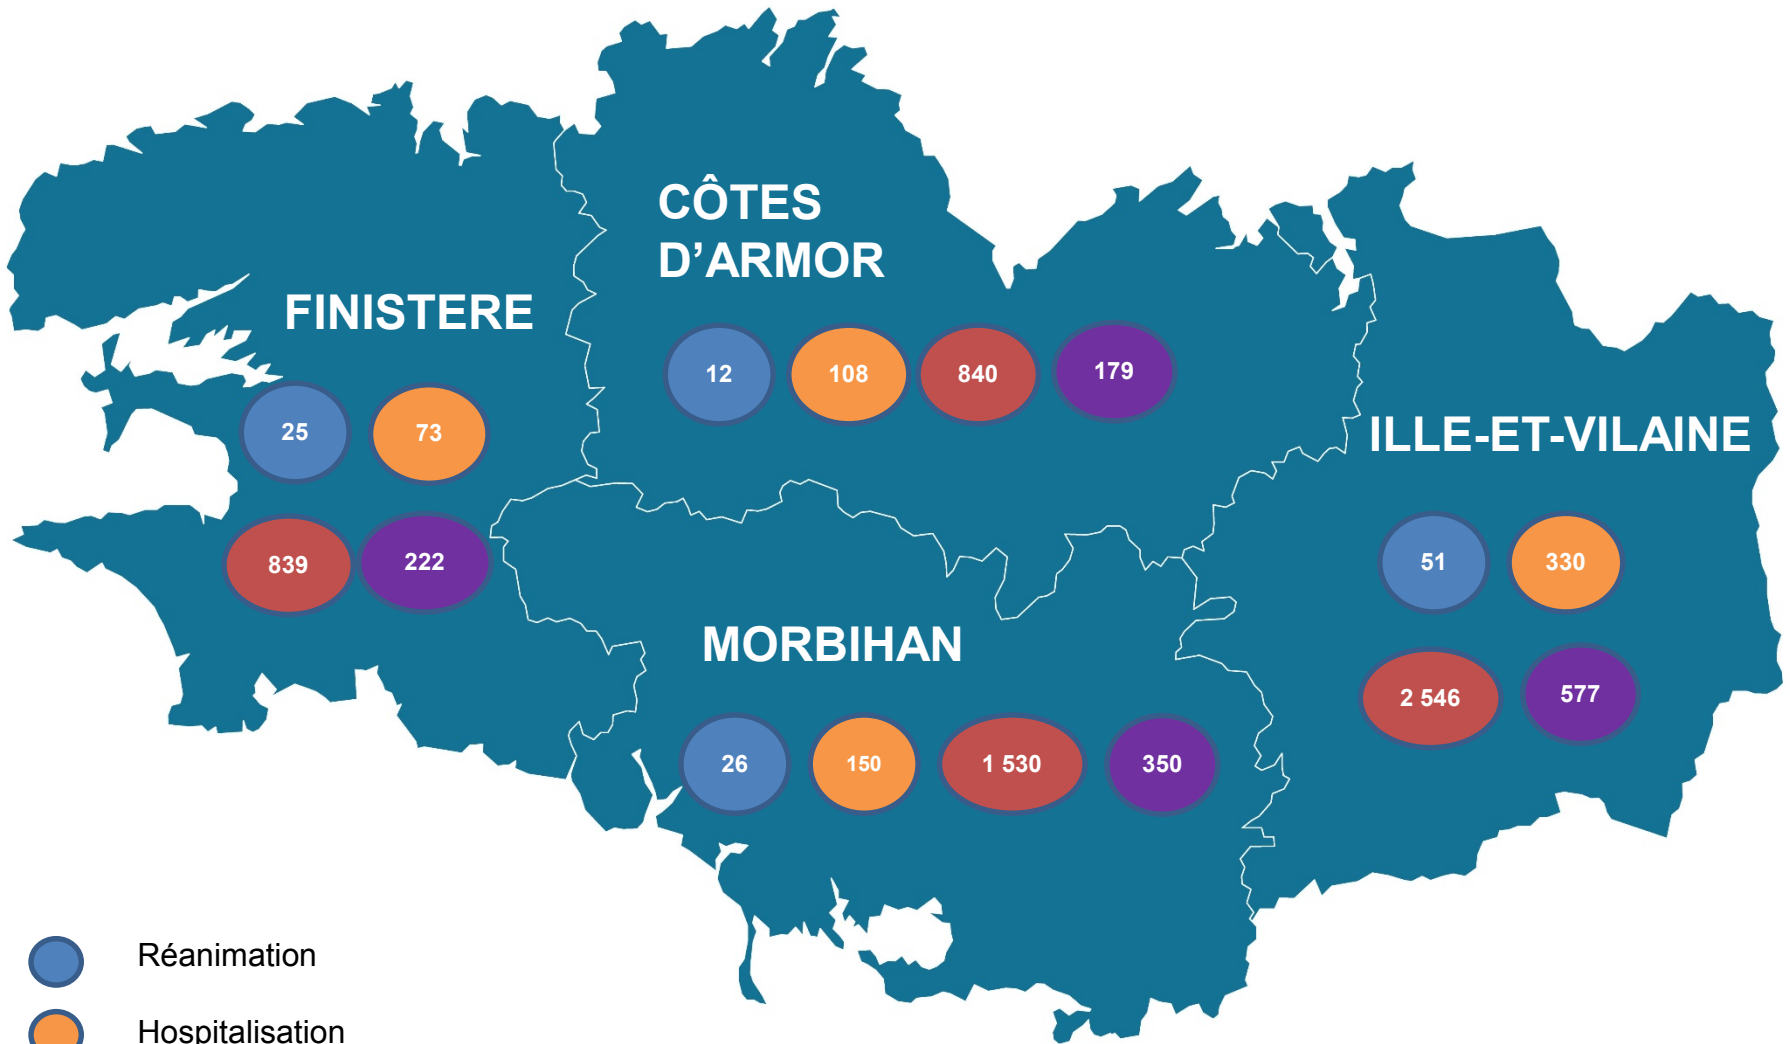 CÔTES
D’ARMOR
12 108 840 179
FINISTERE
25 73
839 222
ILLE-ET-VILAINE
51 330
2 546 577
MORBIHAN
26 150 1 530 350
Réanimation
Hospitalisation